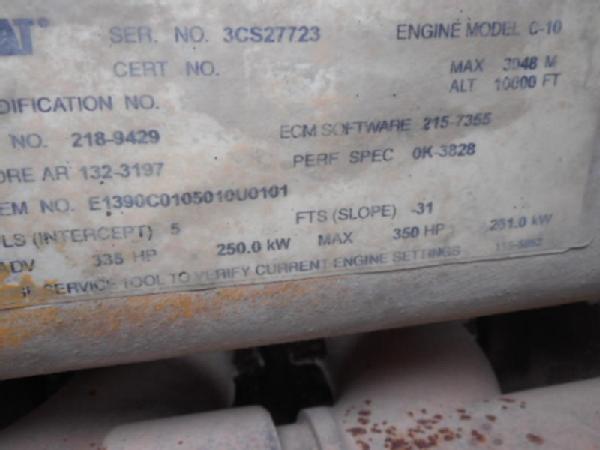 AT SER. NO. 3CS27723 ENGINE MODEL C-10
CERT NO. MAX 3048 M
ALT 10000 FT
DIFICATION NO.
NO. 218-9429 ECM SOFTWARE 215-7355
ORE AR 132-3197 PERF SPEC 0K-3828
EM NO. E1390C0105010U0101
LS (INTERCEPT) 5 FTS (SLOPE) -31
ADV 335 HP 250.0 kW MAX 350 HP 261.0 kW
SERVICE TOOL TO VERIFY CURRENT ENGINE SETTINGS